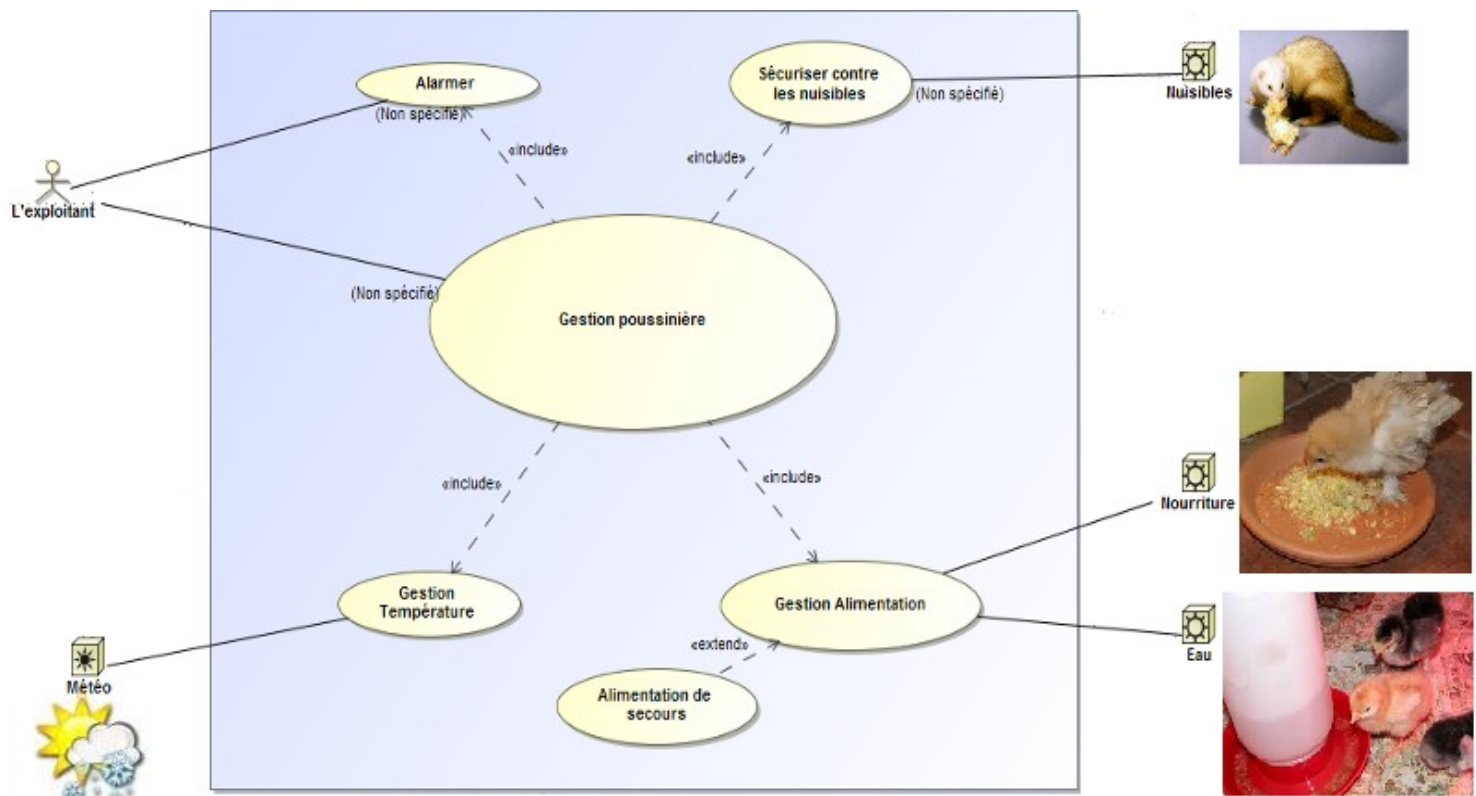 Alarmer
(Non spécifié)
«include»
Sécuriser contre
les nuisibles
(Non spécifié)
«include»
Nuisibles
L'exploitant
(Non spécifié)
Gestion poussinière
«include»
«include»
Nourriture
Gestion
Température
Gestion Alimentation
«extend»
Eau
Météo
Alimentation de
secours